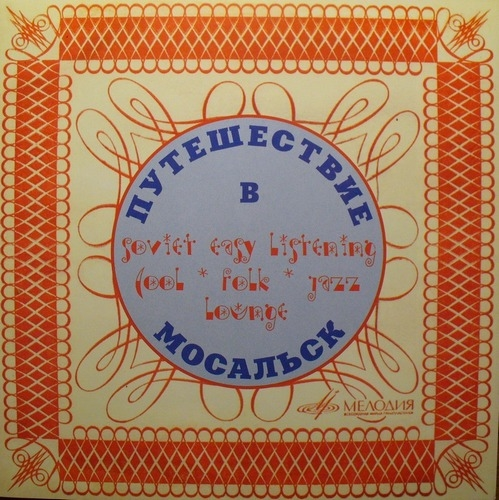 ПУТЕШЕСТВИЕ
В
soviet easy listening
cool * folk * jazz
lounge
МОСАЛЬСК
МЕЛОДИЯ